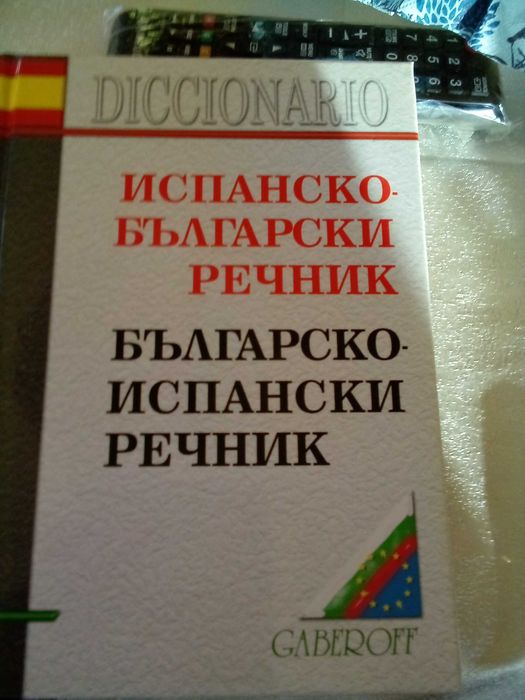 DICCIONARIO
ИСПАНСКО-
БЪЛГАРСКИ
РЕЧНИК
БЪЛГАРСКО-
ИСПАНСКИ
РЕЧНИК
GABEROFF